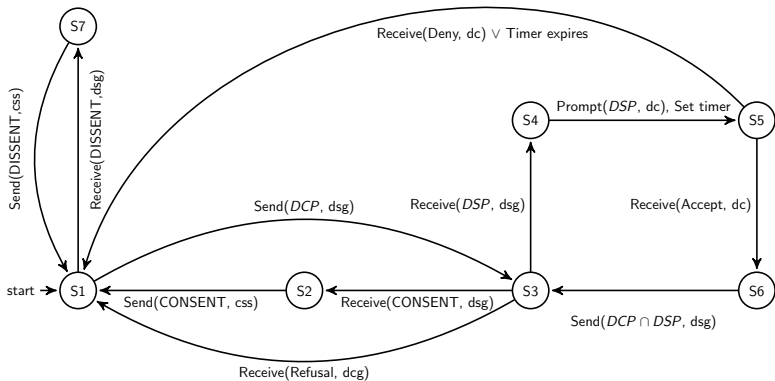 S7
Receive(Deny, dc) ∨ Timer expires
Send(DISSENT,css)
Receive(DISSENT,dsg)
S4
Prompt(DSP, dc), Set timer
S5
Send(DCP, dsg)
Receive(DSP, dsg)
Receive(Accept, dc)
start
S1
Send(CONSENT, css)
S2
Receive(CONSENT, dsg)
S3
S6
Send(DCP ∩ DSP, dsg)
Receive(Refusal, dcg)